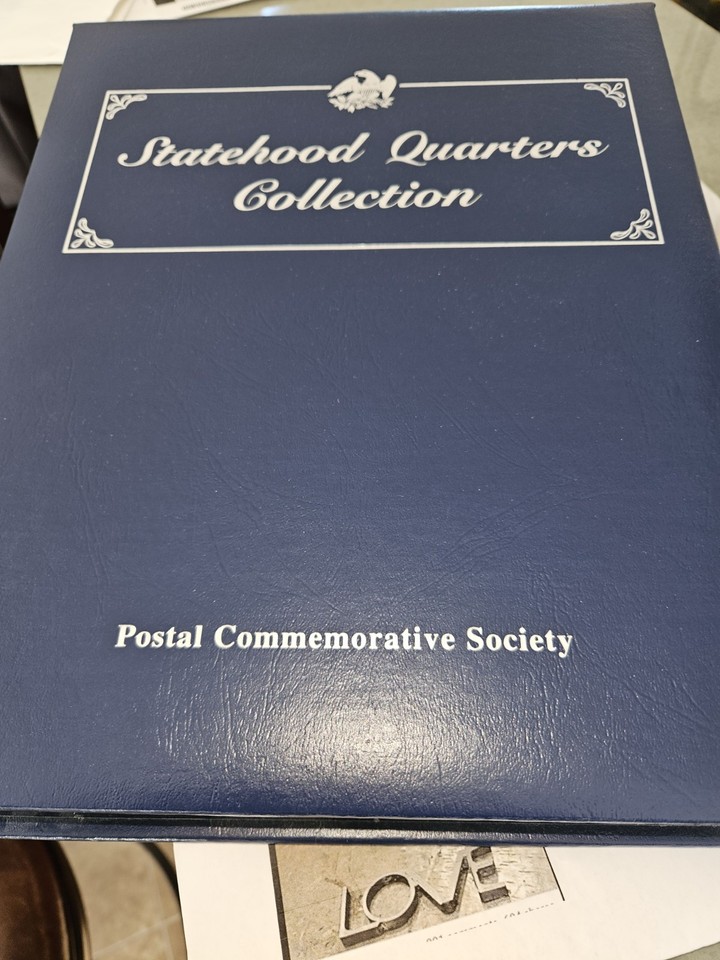 Statehood Quarters
Collection
Postal Commemorative Society
LOVE